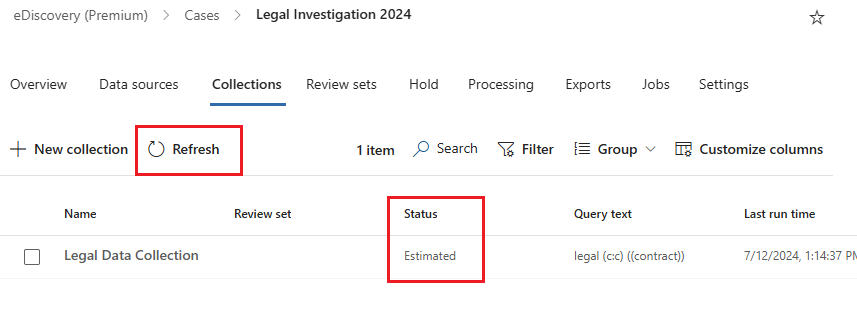 eDiscovery (Premium) > Cases > Legal Investigation 2024
Overview Data sources Collections Review sets Hold Processing Exports Jobs Settings
New collection Refresh 1 item Search Filter Group Customize columns
Name Review set Status Query text Last run time
Legal Data Collection Estimated legal (c:c) ((contract)) 7/12/2024, 1:14:37 PM